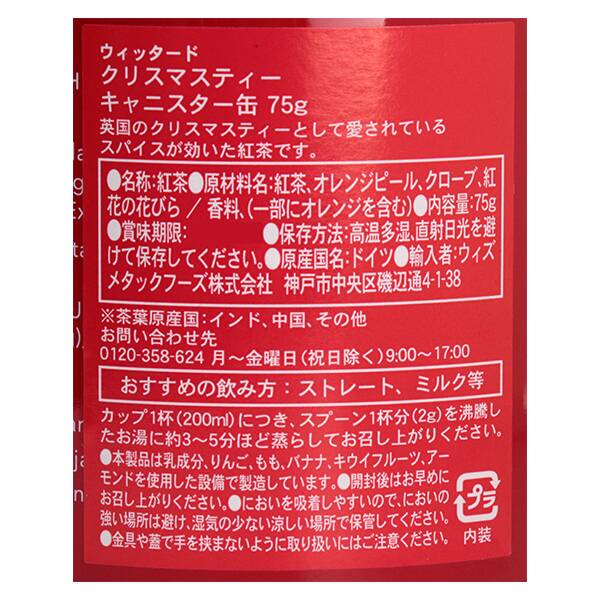 ウィッタード
クリスマスティー
キャニスター缶 75g
英国のクリスマスティーとして愛されている
スパイスが効いた紅茶です。
●名称:紅茶●原材料名:紅茶、オレンジピール、クローブ、紅
花の花びら / 香料、(一部にオレンジを含む)●内容量:75g
●賞味期限: ●保存方法:高温多湿、直射日光を避
けて保存してください。●原産国名:ドイツ●輸入者:ウィズ
メタックフーズ株式会社 神戸市中央区磯辺通4-1-38
※茶葉原産国:インド、中国、その他
お問い合わせ先
0120-358-624 月〜金曜日(祝日除く)9:00〜17:00
おすすめの飲み方:ストレート、ミルク等
カップ1杯(200ml)につき、スプーン1杯分(2g)を沸騰し
たお湯に約3〜5分ほど蒸らしてお召し上がりください。
●本製品は乳成分、りんご、もも、バナナ、キウイフルーツ、アー
モンドを使用した設備で製造しています。●開封後はお早めに
お召し上がりください。●においを吸着しやすいので、においの
強い場所は避け、湿気の少ない涼しい場所で保管してください。
●金具や蓋で手を挟まないように取り扱いにはご注意ください。
プラ
内装